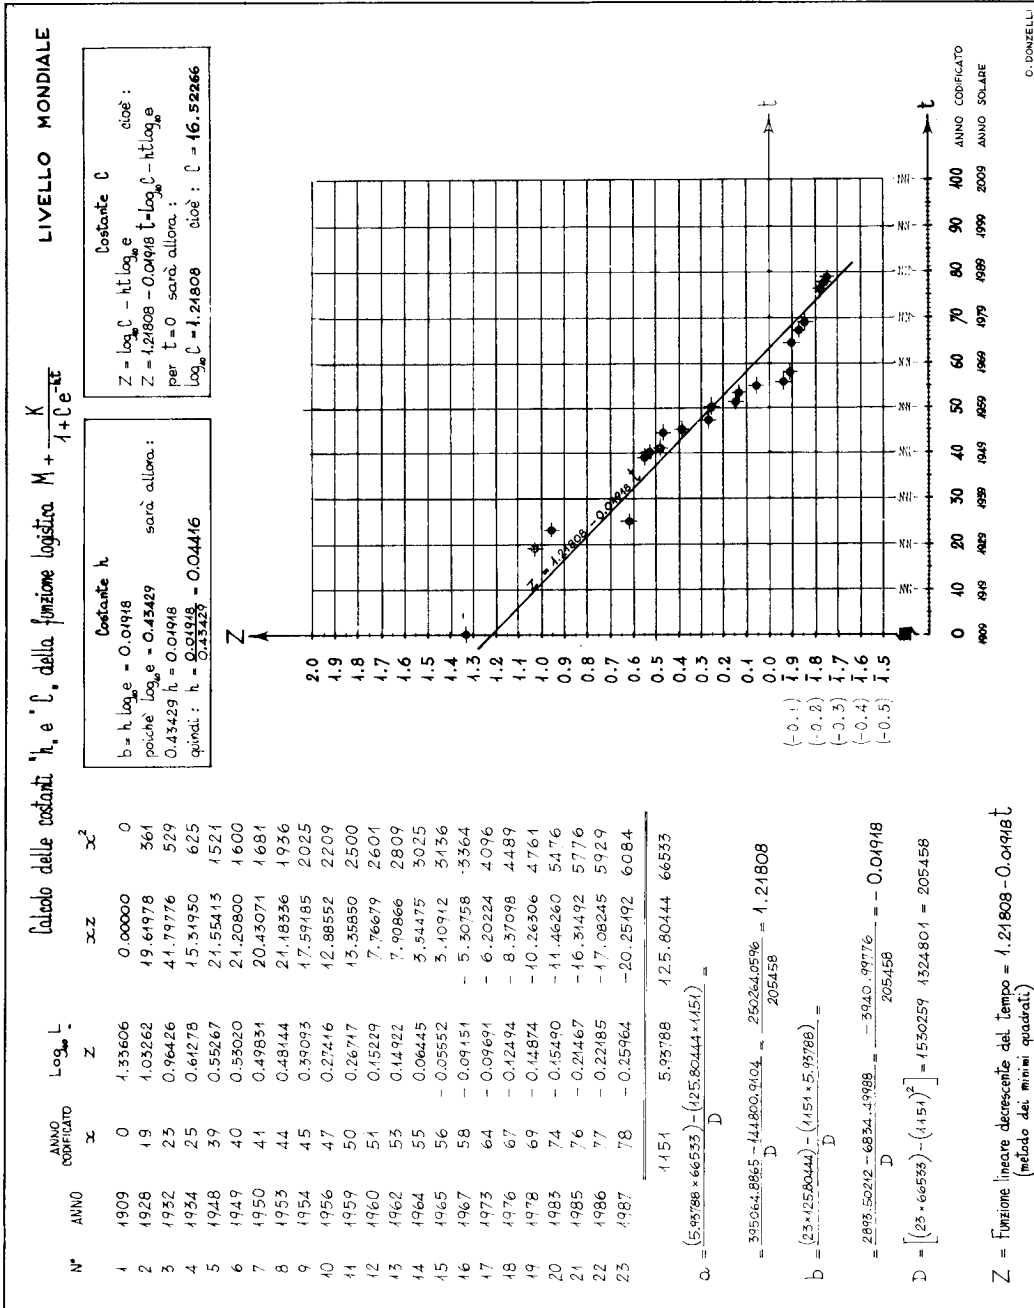 Calcolo delle costanti "h„ e "C„ della funzione logistica M + K / 1+Ce^-ht
LIVELLO MONDIALE
N° ANNO ANNO CODIFICATO x Log₁₀ L Z x.z x²
1 1909 0 1.33606 0.00000 0
2 1928 19 1.03262 19.61978 361
3 1932 23 0.96426 41.79776 529
4 1934 25 0.61278 15.31950 625
5 1948 39 0.55267 21.55413 1521
6 1949 40 0.53020 21.20800 1600
7 1950 41 0.49831 20.43071 1681
8 1953 44 0.48144 21.18336 1936
9 1954 45 0.39093 17.59185 2025
10 1956 47 0.27416 12.88552 2209
11 1959 50 0.26717 13.35850 2500
12 1960 51 0.15229 7.76679 2601
13 1962 53 0.14922 7.90866 2809
14 1964 55 0.06445 3.54475 3025
15 1965 56 - 0.05552 - 3.10912 3136
16 1967 58 - 0.09151 - 5.30758 3364
17 1973 64 - 0.09691 - 6.20224 4096
18 1976 67 - 0.12494 - 8.37098 4489
19 1978 69 - 0.14874 - 10.26306 4761
20 1983 74 - 0.15490 - 11.46260 5476
21 1985 76 - 0.21467 - 16.31492 5776
22 1986 77 - 0.22185 - 17.08245 5929
23 1987 78 - 0.25964 - 20.25192 6084
1151 5.93788 125.80444 66533
a = (5.93788 × 66533) - (125.80444 × 1151) / D =
= 395064.8865 - 144800.9104 / D = 250264.0596 / 205458 = 1.21808
b = (23×125.80444) - (1151 × 5.93788) / D =
= 2893.50212 - 6834.49988 / D = - 3940.99776 / 205458 = - 0.01918
D = [(23 × 66533) - (1151)²] = 1530259 1324801 = 205458
Z = Funzione lineare decrescente del tempo = 1.21808 - 0.01918 t
(metodo dei minimi quadrati)
Costante h
b = h log₁₀ e = 0.01918
poichè log₁₀ e = 0.43429 sarà allora :
0.43429 h = 0.01918
quindi : h = 0.01918 / 0.43429 = 0.04416
Costante C
Z = log₁₀ C - ht log₁₀ e cioè :
Z = 1.21808 - 0.01918 t = log₁₀ C - ht log₁₀ e
per t = 0 sarà allora :
log₁₀ C = 1.21808 cioè : C = 16.52266
Z
2.0
1.9
1.8
1.7
1.6
1.5
1.4
1.3
1.2
1.1
1.0
0.9
0.8
0.7
0.6
0.5
0.4
0.3
0.2
0.1
0.0
(-0.1) 1̄.9
(-0.2) 1̄.8
(-0.3) 1̄.7
(-0.4) 1̄.6
(-0.5) 1̄.5
Z = 1.21808 - 0.01918 t
t
t
0 10 20 30 40 50 60 70 80 90 100 ANNO CODIFICATO
1909 1919 1929 1939 1949 1959 1969 1979 1989 1999 2009 ANNO SOLARE
C. DONZELLI